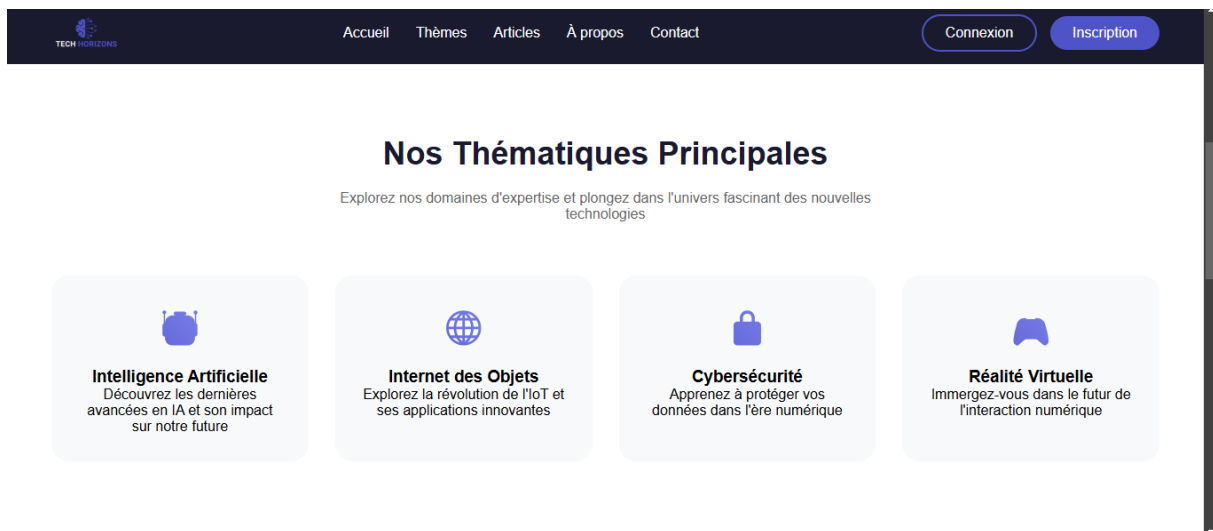 TECH HORIZONS
Accueil Thèmes Articles À propos Contact Connexion Inscription
Nos Thématiques Principales
Explorez nos domaines d'expertise et plongez dans l'univers fascinant des nouvelles
technologies
Intelligence Artificielle
Découvrez les dernières
avancées en IA et son impact
sur notre future
Internet des Objets
Explorez la révolution de l'IoT et
ses applications innovantes
Cybersécurité
Apprenez à protéger vos
données dans l'ère numérique
Réalité Virtuelle
Immergez-vous dans le futur de
l'interaction numérique